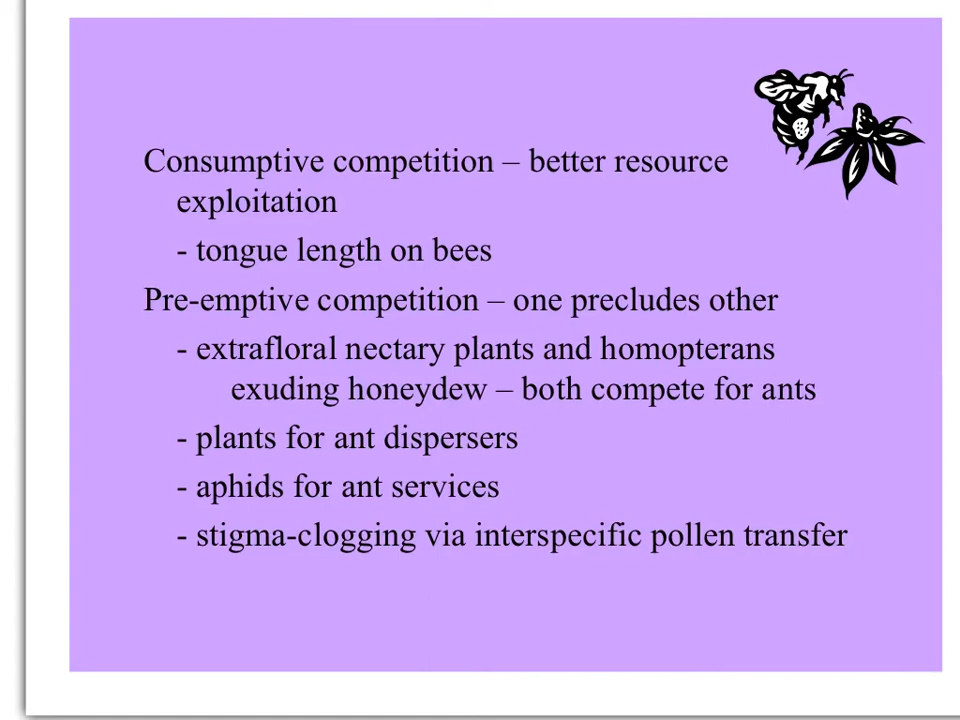 Consumptive competition – better resource
exploitation
- tongue length on bees
Pre-emptive competition – one precludes other
- extrafloral nectary plants and homopterans
exuding honeydew – both compete for ants
- plants for ant dispersers
- aphids for ant services
- stigma-clogging via interspecific pollen transfer